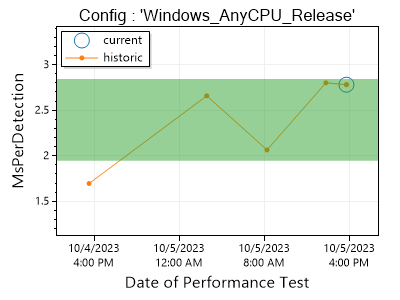 Config : 'Windows_AnyCPU_Release'
current
historic
3
2.5
2
1.5
MsPerDetection
10/4/2023 10/5/2023 10/5/2023 10/5/2023
4:00 PM 12:00 AM 8:00 AM 4:00 PM
Date of Performance Test